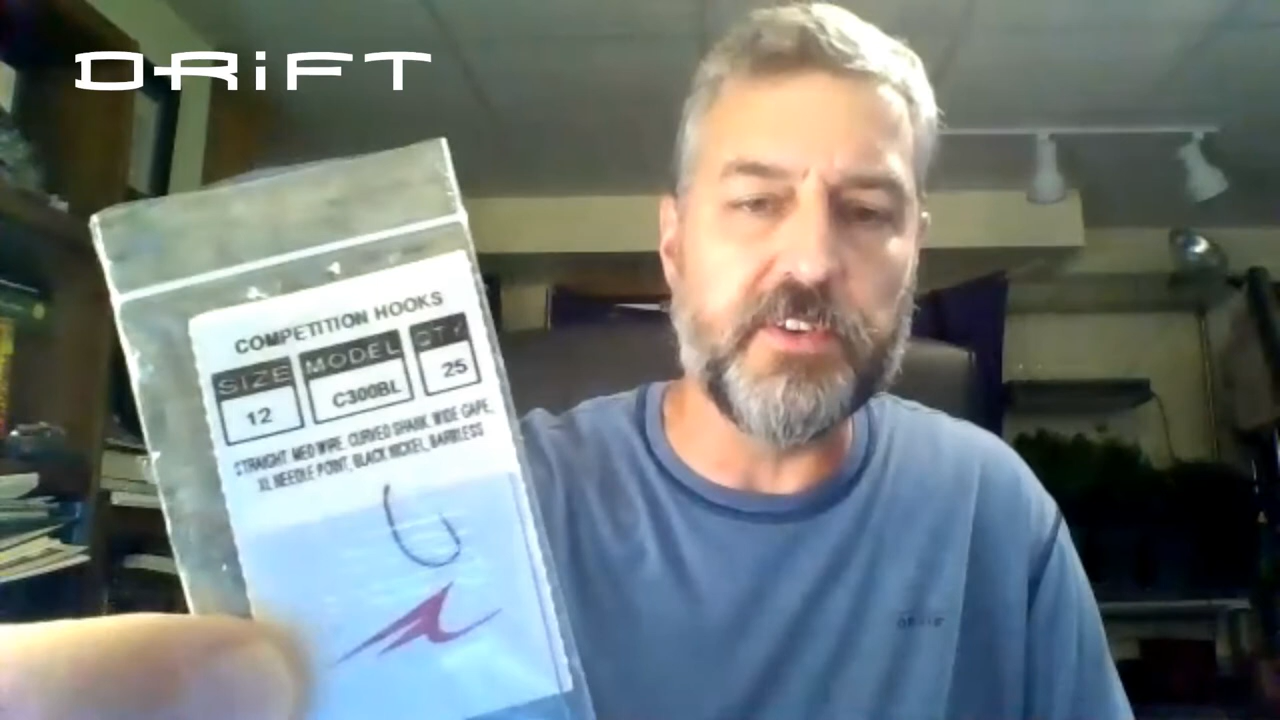 DRiFT
COMPETITION HOOKS
SIZE MODEL QTY
12 C300BL 25
STRAIGHT MED WIRE, CURVED SHANK, WIDE GAPE,
XL NEEDLE POINT, BLACK NICKEL, BARBLESS